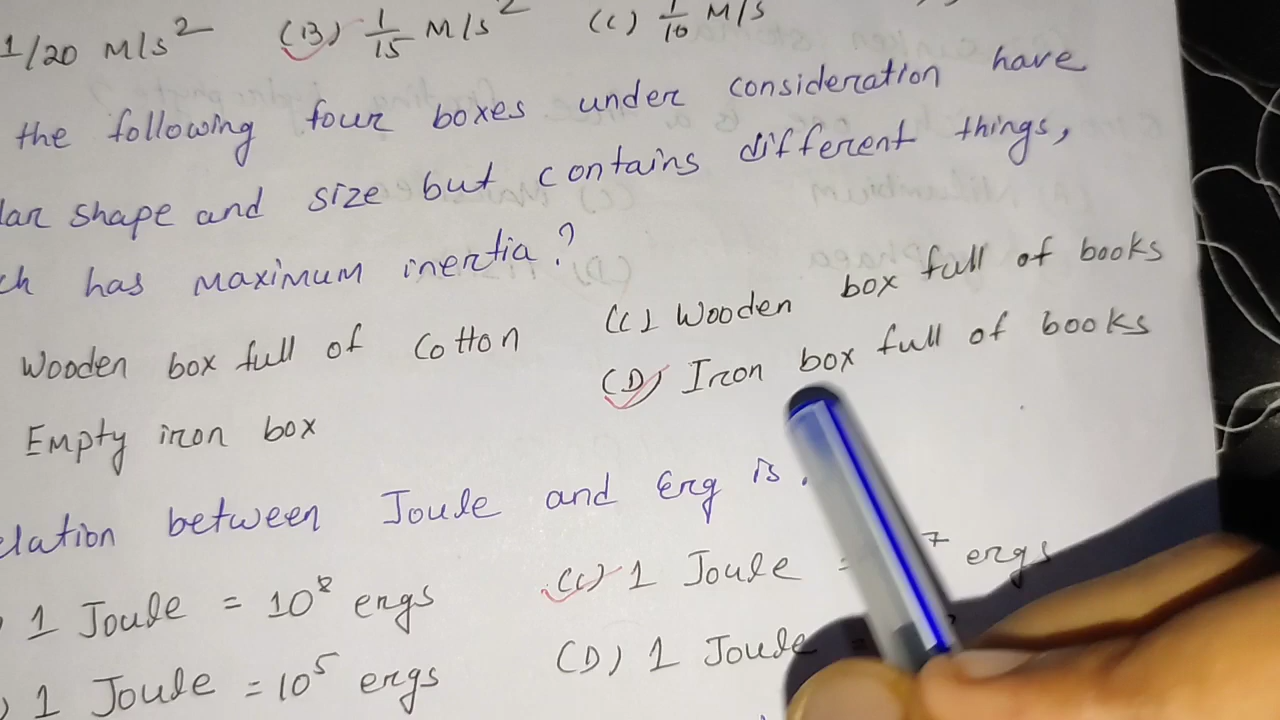 1/20 M/s² (B) 1/15 M/s² (C) 1/10 M/s
the following four boxes under consideration have
lar shape and size but contains different things,
ch has maximum inertia?
Wooden box full of Cotton (C) Wooden box full of books
Empty iron box (D) Iron box full of books
elation between Joule and Erg is
1 Joule = 10⁸ ergs (C) 1 Joule = ⁷ ergs
1 Joule = 10⁵ ergs (D) 1 Joule